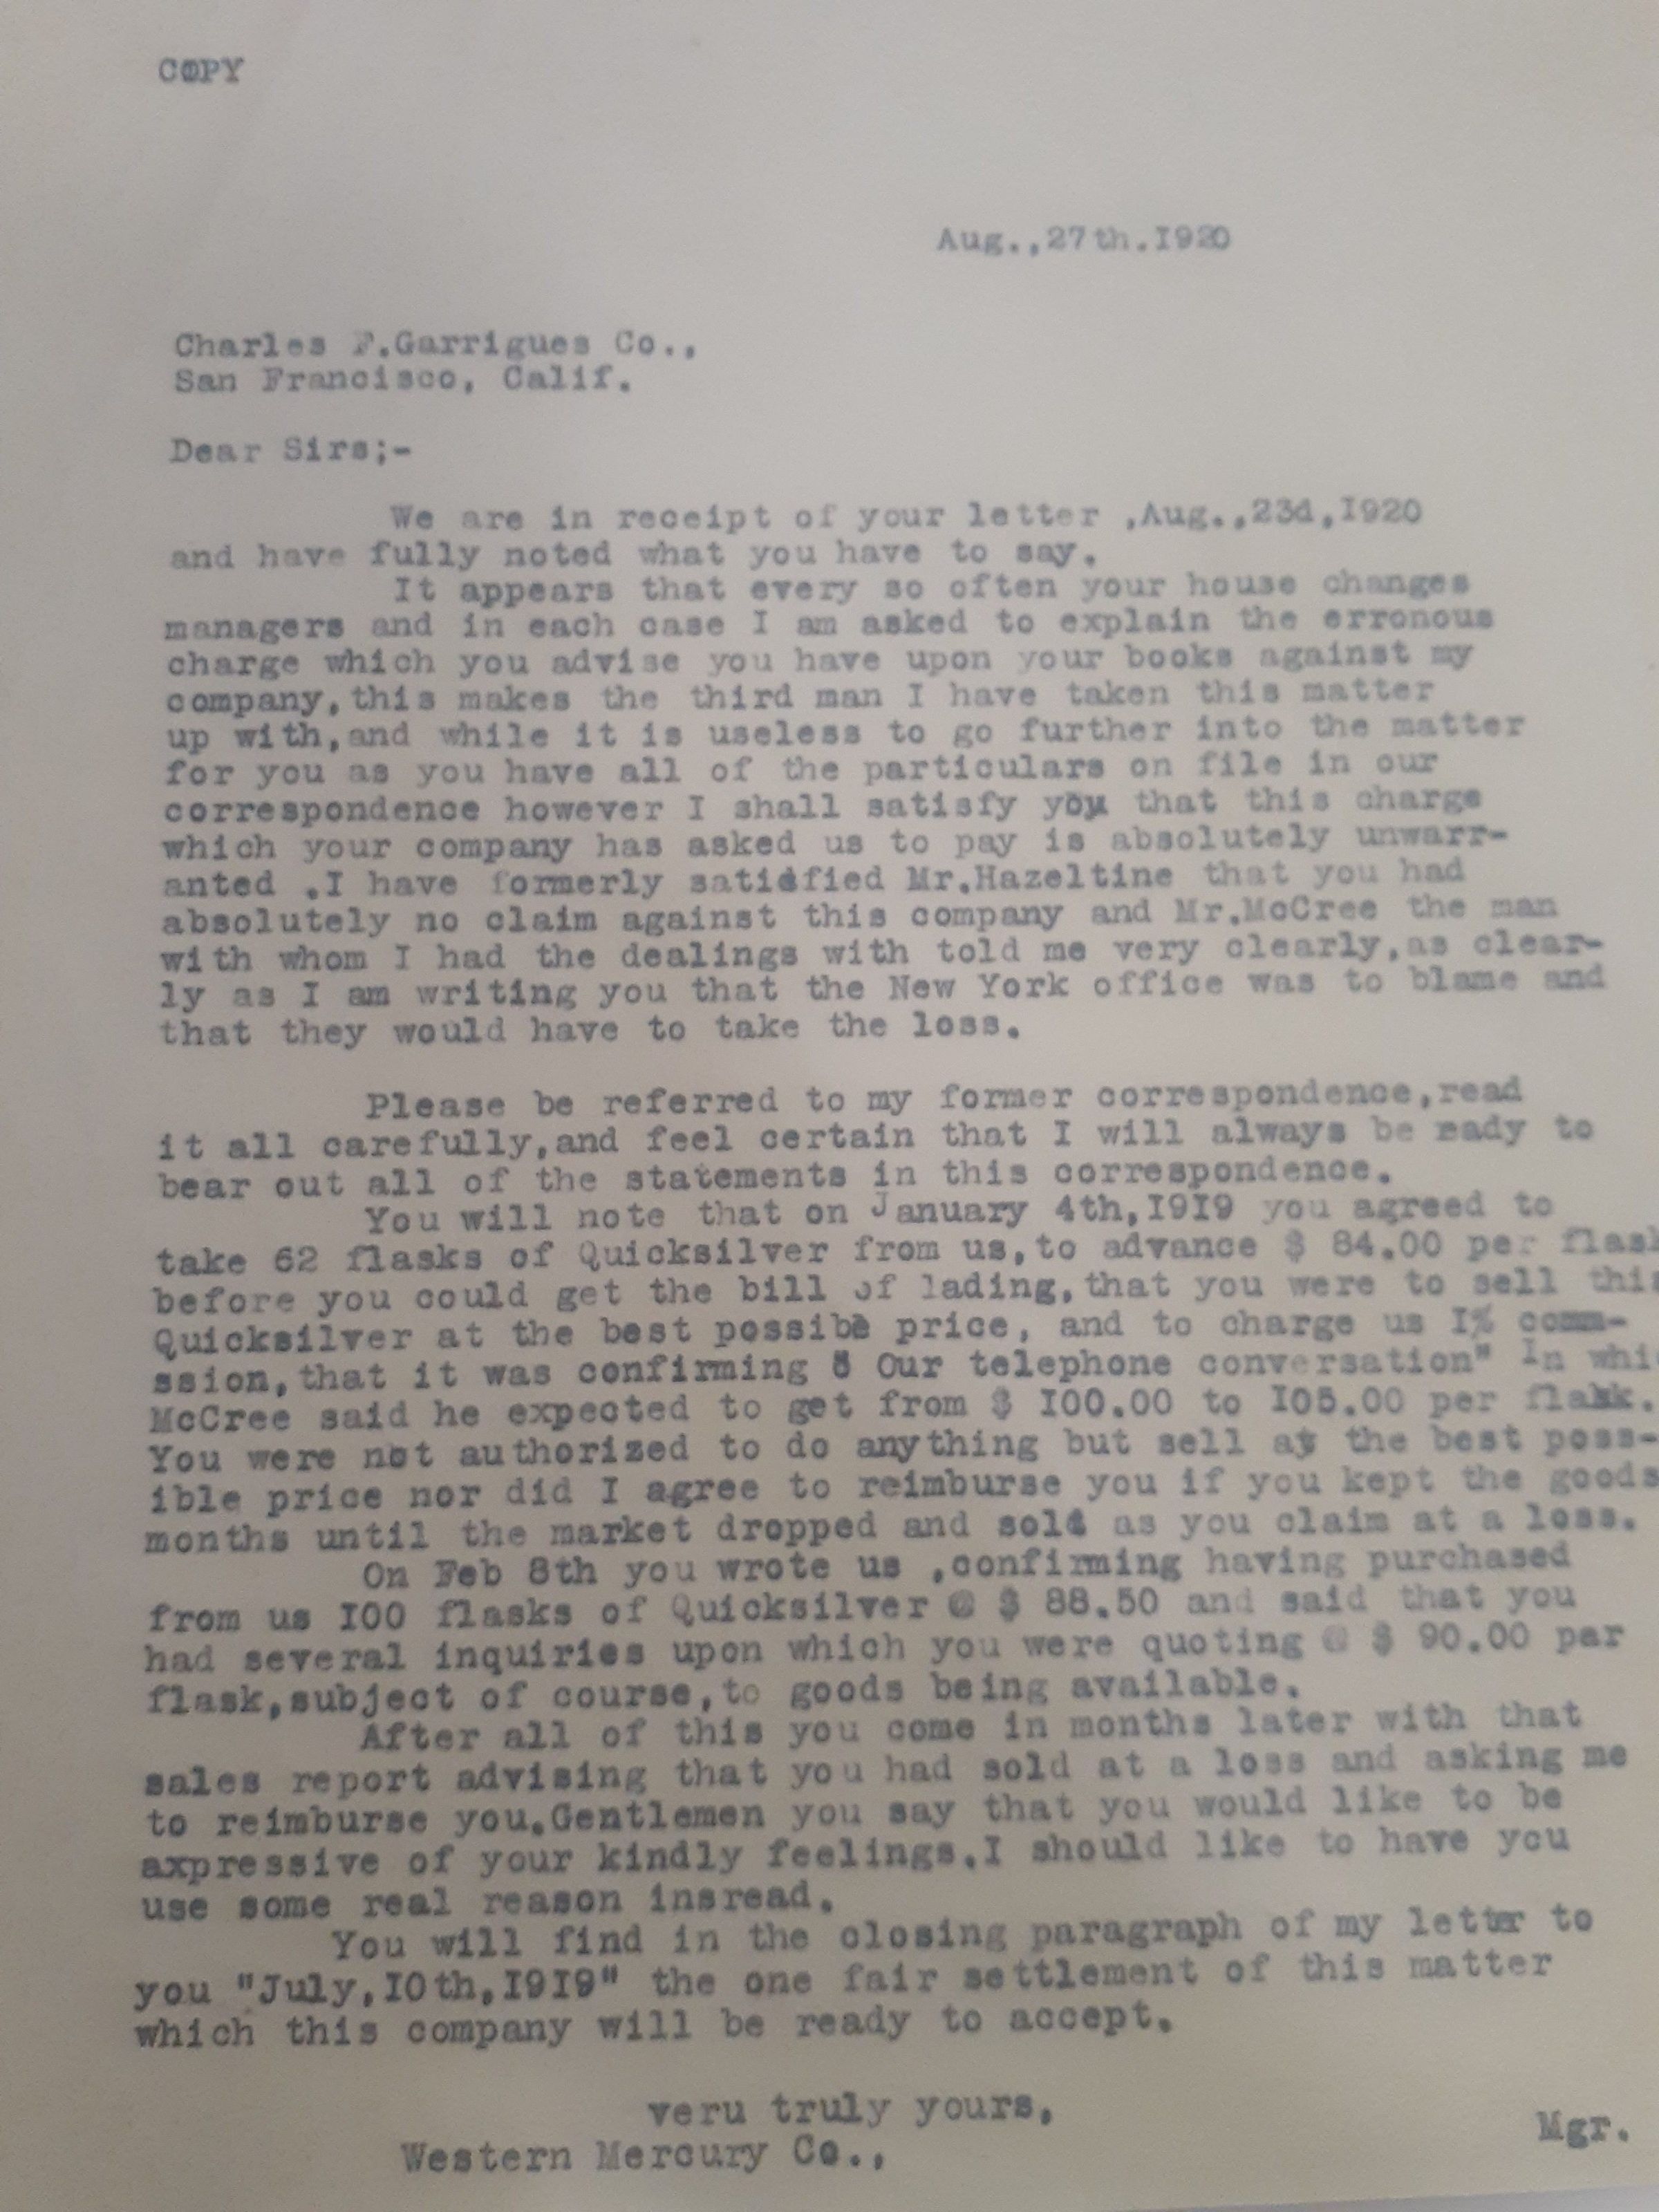 COPY
Aug.,27th.I920
Charles F.Garrigues Co.,
San Francisco, Calif.
Dear Sirs;-
We are in receipt of your letter ,Aug.,23d,I920
and have fully noted what you have to say.
It appears that every so often your house changes
managers and in each case I am asked to explain the erronous
charge which you advise you have upon your books against my
company,this makes the third man I have taken this matter
up with,and while it is useless to go further into the matter
for you as you have all of the particulars on file in our
correspondence however I shall satisfy you that this charge
which your company has asked us to pay is absolutely unwarr-
anted .I have formerly satisfied Mr.Hazeltine that you had
absolutely no claim against this company and Mr.McCree the man
with whom I had the dealings with told me very clearly,as clear-
ly as I am writing you that the New York office was to blame and
that they would have to take the loss.
Please be referred to my former correspondence,read
it all carefully,and feel certain that I will always be ready to
bear out all of the statements in this correspondence.
You will note that on January 4th,I9I9 you agreed to
take 62 flasks of Quicksilver from us,to advance $ 84.00 per flask
before you could get the bill of lading,that you were to sell this
Quicksilver at the best possible price, and to charge us I% comm-
ssion,that it was confirming " Our telephone conversation" In whi
McCree said he expected to get from $ I00.00 to I05.00 per flask.
You were not authorized to do anything but sell at the best poss-
ible price nor did I agree to reimburse you if you kept the goods
months until the market dropped and sold as you claim at a loss.
On Feb 8th you wrote us ,confirming having purchased
from us I00 flasks of Quicksilver @ $ 88.50 and said that you
had several inquiries upon which you were quoting @ $ 90.00 per
flask,subject of course,to goods being available.
After all of this you come in months later with that
sales report advising that you had sold at a loss and asking me
to reimburse you.Gentlemen you say that you would like to be
axpressive of your kindly feelings.I should like to have you
use some real reason insread.
You will find in the closing paragraph of my letter to
you "July,I0th,I9I9" the one fair settlement of this matter
which this company will be ready to accept.
veru truly yours,
Western Mercury Co.,
Mgr.